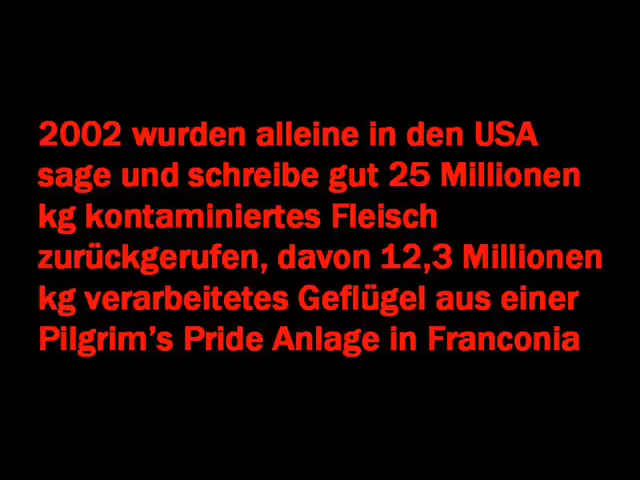 2002 wurden alleine in den USA
sage und schreibe gut 25 Millionen
kg kontaminiertes Fleisch
zurückgerufen, davon 12,3 Millionen
kg verarbeitetes Geflügel aus einer
Pilgrim’s Pride Anlage in Franconia